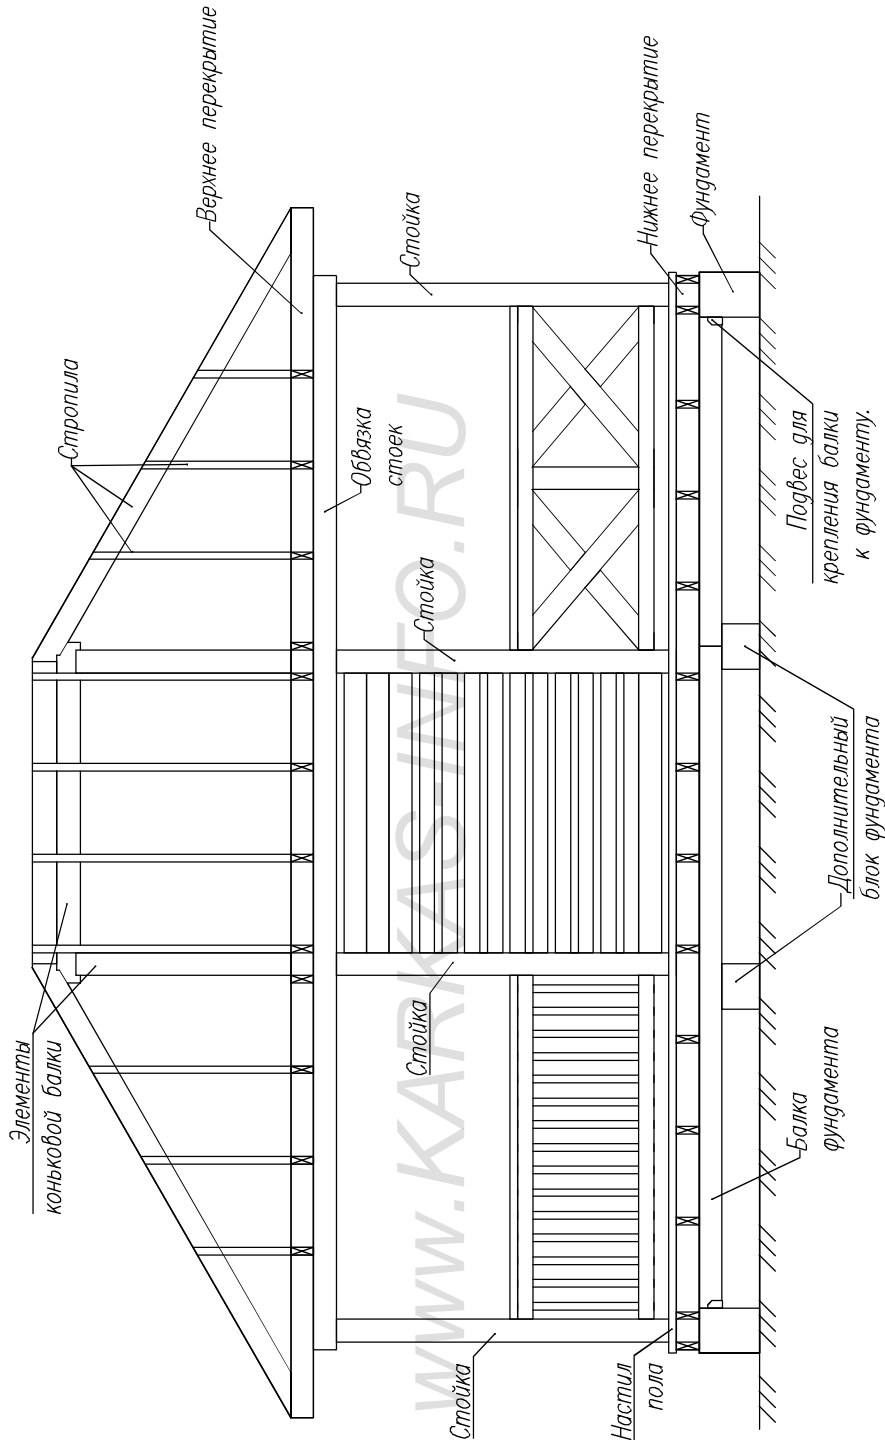 Элементы
коньковой балки
Стропила
Верхнее перекрытие
Обвязка
стоек
Стойка
Стойка
Стойка
Стойка
www.KARKAS-INFO.RU
Настил
пола
Нижнее перекрытие
Фундамент
Балка
фундамента
Дополнительный
блок фундамента
Подвес для
крепления балки
к фундаменту.